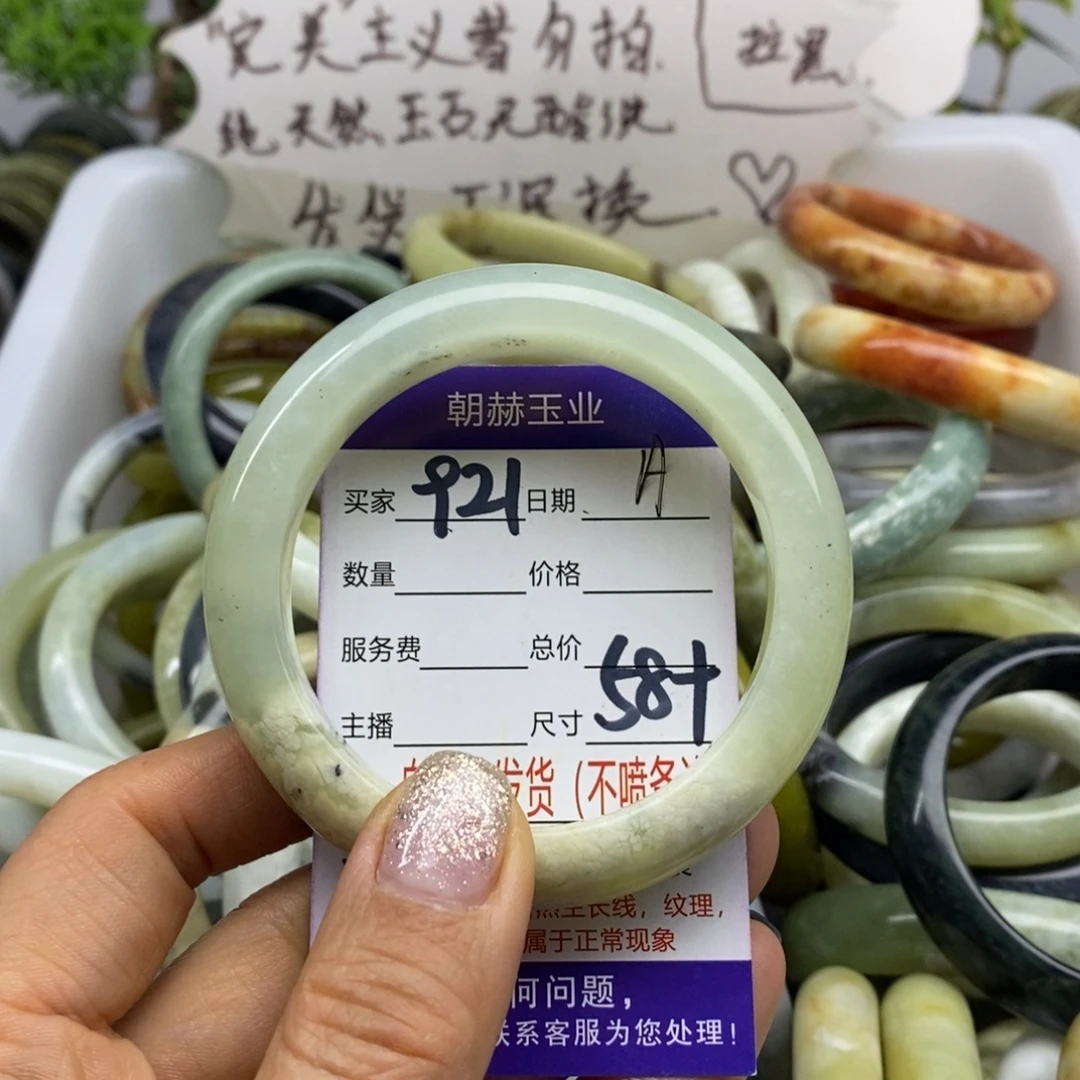 "完美"主义者勿拍.
拉黑.
纯天然玉石无酸洗
朝赫玉业
买家 921 日期 A
数量 价格
服务费 总价
主播 尺寸 58+
发货(不喷备
生长线,纹理,
属于正常现象
何问题,
联系客服为您处理!